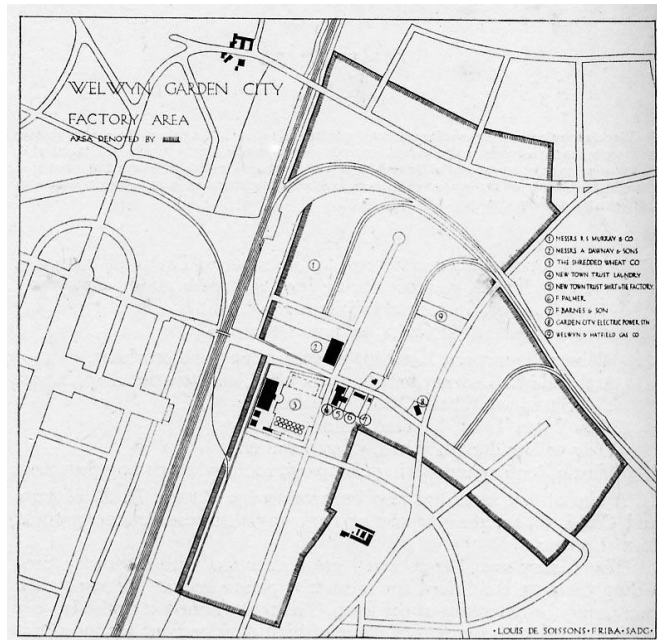 WELWYN GARDEN CITY
FACTORY AREA
AREA DENOTED BY
① MESSRS R S MURRAY & CO
② MESSRS A DAWNAY & SONS
③ THE SHREDDED WHEAT CO
④ NEW TOWN TRUST LAUNDRY
⑤ NEW TOWN TRUST SHIRT & TIE FACTORY
⑥ F PALMER
⑦ F BARNES & SON
⑧ GARDEN CITY ELECTRIC POWER STN
⑨ WELWYN & HATFIELD GAS CO
1
9
2
3
8
4 5 6 7
·LOUIS DE SOISSONS·F·R·I·B·A·S·A·D·G·